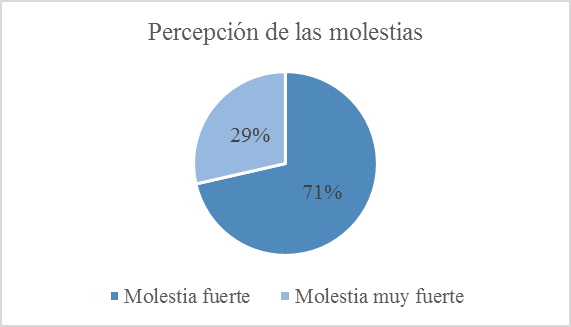 Percepción de las molestias
29%
71%
Molestia fuerte
Molestia muy fuerte